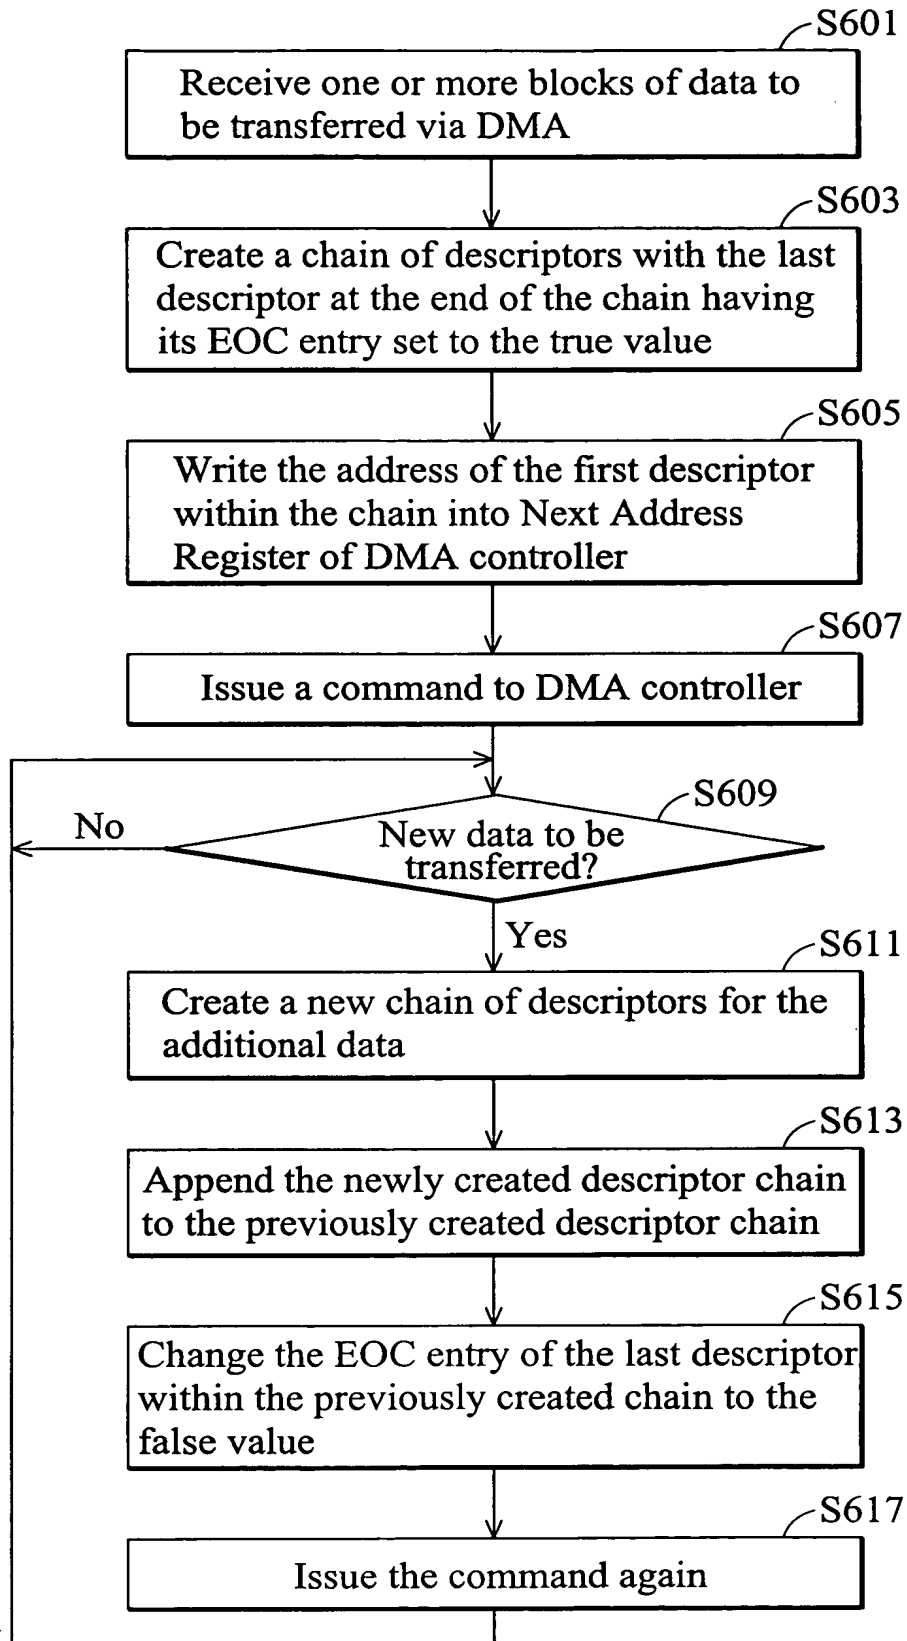 S601
Receive one or more blocks of data to
be transferred via DMA
S603
Create a chain of descriptors with the last
descriptor at the end of the chain having
its EOC entry set to the true value
S605
Write the address of the first descriptor
within the chain into Next Address
Register of DMA controller
S607
Issue a command to DMA controller
S609
No
New data to be
transferred?
Yes
S611
Create a new chain of descriptors for the
additional data
S613
Append the newly created descriptor chain
to the previously created descriptor chain
S615
Change the EOC entry of the last descriptor
within the previously created chain to the
false value
S617
Issue the command again